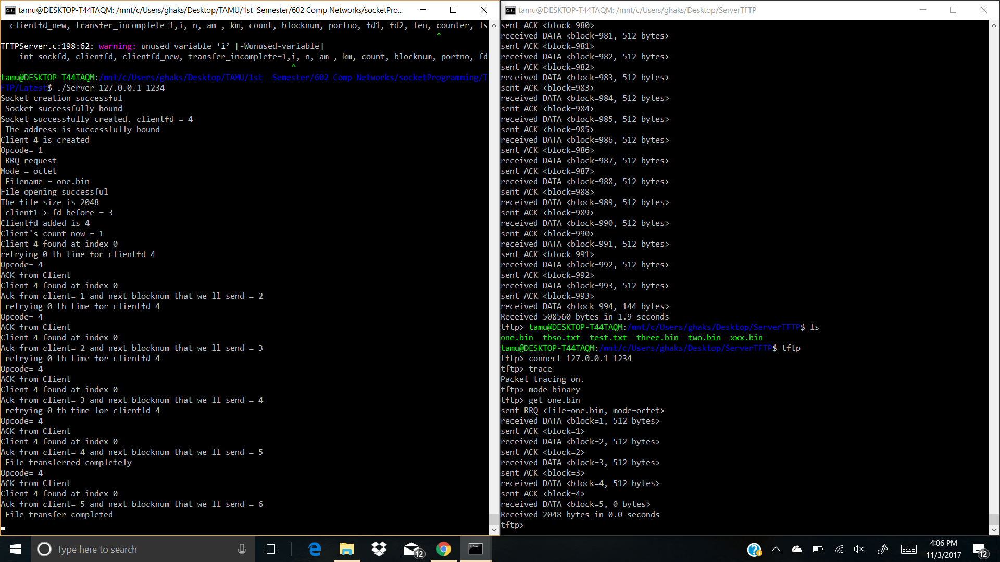 tamu@DESKTOP-T44TAQM: /mnt/c/Users/ghaks/Desktop/TAMU/1st  Semester/602 Comp Networks/socketPro...
  clientfd_new, transfer_incomplete=1,i, n, am , km, count, blocknum, portno, fd1, fd2, len, counter, ls
^
TFTPServer.c:198:62: warning: unused variable ‘i’ [-Wunused-variable]
    int sockfd, clientfd, clientfd_new, transfer_incomplete=1,i, n, am , km, count, blocknum, portno, fd
^
tamu@DESKTOP-T44TAQM:/mnt/c/Users/ghaks/Desktop/TAMU/1st  Semester/602 Comp Networks/socketProgramming/T
FTP/Latest$ ./Server 127.0.0.1 1234
Socket creation successful
 Socket successfully bound
Socket successfully created. clientfd = 4
 The address is successfully bound
Client 4 is created
Opcode= 1
 RRQ request
Mode = octet
 Filename = one.bin
File opening successful
The file size is 2048
 client1-> fd before = 3
Clientfd added is 4
Client's count now = 1
Client 4 found at index 0
retrying 0 th time for clientfd 4
Opcode= 4
ACK from Client
Client 4 found at index 0
Ack from client= 1 and next blocknum that we ll send = 2
 retrying 0 th time for clientfd 4
Opcode= 4
ACK from Client
Client 4 found at index 0
Ack from client= 2 and next blocknum that we ll send = 3
 retrying 0 th time for clientfd 4
Opcode= 4
ACK from Client
Client 4 found at index 0
Ack from client= 3 and next blocknum that we ll send = 4
 retrying 0 th time for clientfd 4
Opcode= 4
ACK from Client
Client 4 found at index 0
Ack from client= 4 and next blocknum that we ll send = 5
 File transferred completely
Opcode= 4
ACK from Client
Client 4 found at index 0
Ack from client= 5 and next blocknum that we ll send = 6
 File transfer completed
tamu@DESKTOP-T44TAQM: /mnt/c/Users/ghaks/Desktop/ServerTFTP
sent ACK <block=980>
received DATA <block=981, 512 bytes>
sent ACK <block=981>
received DATA <block=982, 512 bytes>
sent ACK <block=982>
received DATA <block=983, 512 bytes>
sent ACK <block=983>
received DATA <block=984, 512 bytes>
sent ACK <block=984>
received DATA <block=985, 512 bytes>
sent ACK <block=985>
received DATA <block=986, 512 bytes>
sent ACK <block=986>
received DATA <block=987, 512 bytes>
sent ACK <block=987>
received DATA <block=988, 512 bytes>
sent ACK <block=988>
received DATA <block=989, 512 bytes>
sent ACK <block=989>
received DATA <block=990, 512 bytes>
sent ACK <block=990>
received DATA <block=991, 512 bytes>
sent ACK <block=991>
received DATA <block=992, 512 bytes>
sent ACK <block=992>
received DATA <block=993, 512 bytes>
sent ACK <block=993>
received DATA <block=994, 144 bytes>
Received 508560 bytes in 1.9 seconds
tftp> tamu@DESKTOP-T44TAQM:/mnt/c/Users/ghaks/Desktop/ServerTFTP$ ls
one.bin  tbso.txt  test.txt  three.bin  two.bin  xxx.bin
tamu@DESKTOP-T44TAQM:/mnt/c/Users/ghaks/Desktop/ServerTFTP$ tftp
tftp> connect 127.0.0.1 1234
tftp> trace
Packet tracing on.
tftp> mode binary
tftp> get one.bin
sent RRQ <file=one.bin, mode=octet>
received DATA <block=1, 512 bytes>
sent ACK <block=1>
received DATA <block=2, 512 bytes>
sent ACK <block=2>
received DATA <block=3, 512 bytes>
sent ACK <block=3>
received DATA <block=4, 512 bytes>
sent ACK <block=4>
received DATA <block=5, 0 bytes>
Received 2048 bytes in 0.0 seconds
tftp>
Type here to search
12
4:06 PM
11/3/2017
12